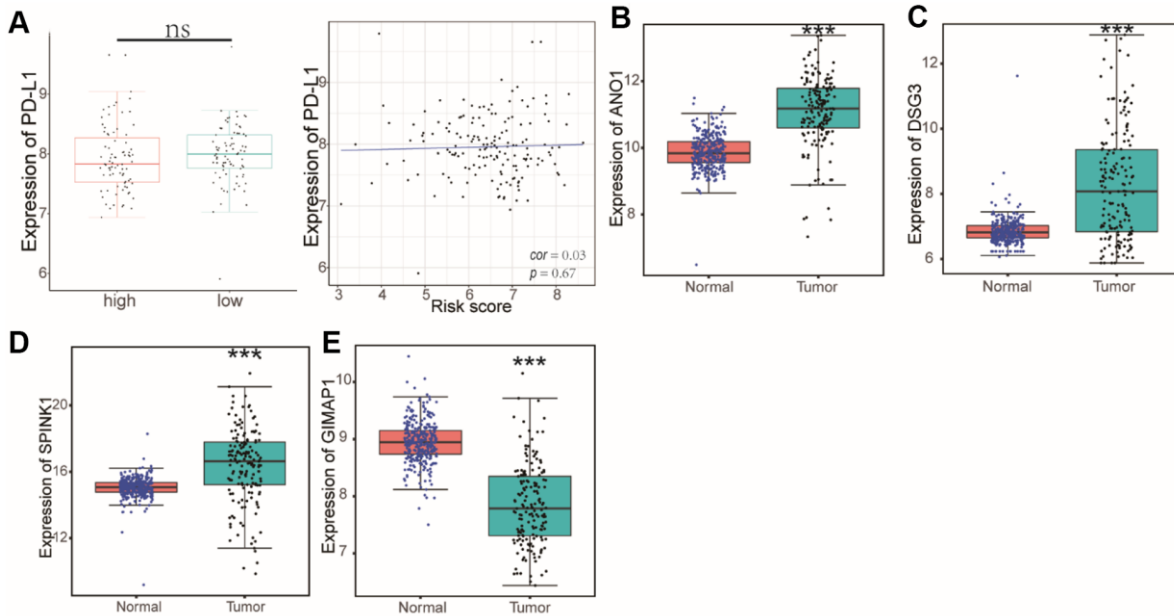 A
ns
Expression of PD-L1
9
8
7
6
high
low
Expression of PD-L1
9
8
7
6
cor = 0.03
p = 0.67
3
4
5
6
7
8
Risk score
B
***
Expression of ANO1
12
10
8
Normal
Tumor
C
***
Expression of DSG3
12
10
8
6
Normal
Tumor
D
***
Expression of SPINK1
20
16
12
Normal
Tumor
E
***
Expression of GIMAP1
10
9
8
7
Normal
Tumor